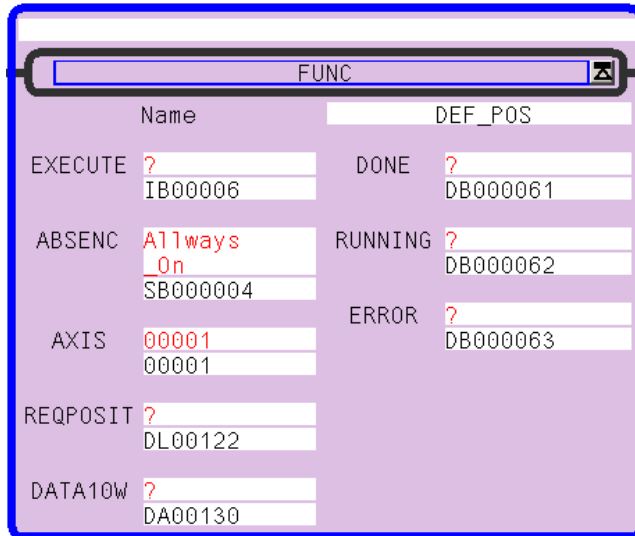 FUNC
Name DEF_POS
EXECUTE ? DONE ?
IB00006 DB000061
ABSENC Allways RUNNING ?
_On DB000062
SB000004
ERROR ?
AXIS 00001 DB000063
00001
REQPOSIT ?
DL00122
DATA10W ?
DA00130